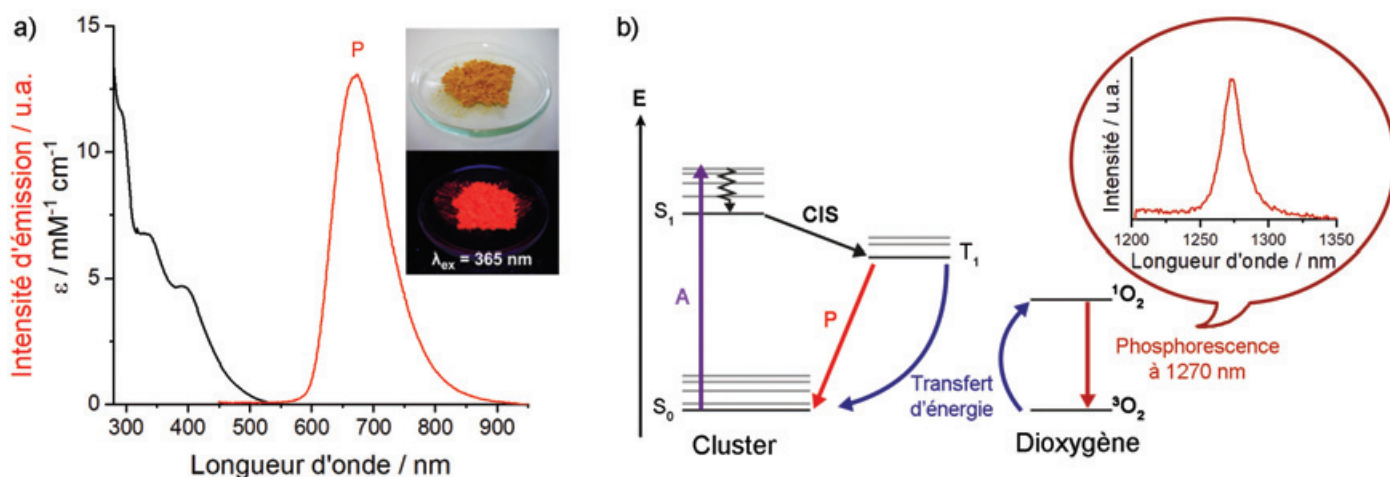 a)
Intensité d'émission / u.a.
ε / mM⁻¹ cm⁻¹
15
10
5
0
300 400 500 600 700 800 900
Longueur d'onde / nm
P
λex = 365 nm
b)
E
S₁
CIS
T₁
A
P
S₀
Cluster
Transfert
d'énergie
¹O₂
³O₂
Dioxygène
Phosphorescence
à 1270 nm
Intensité / u.a.
1200 1250 1300 1350
Longueur d'onde / nm